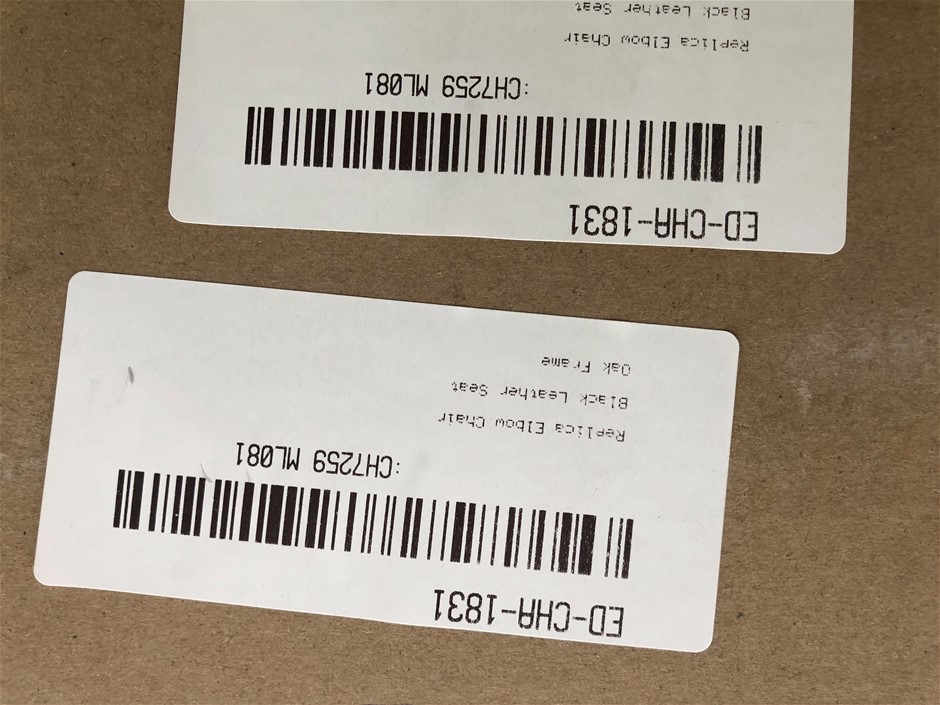 ED-CHA-1831
:CH7259 ML081
Replica Elbow Chair
Black Leather Seat
Oak Frame
ED-CHA-1831
:CH7259 ML081
Replica Elbow Chair
Black Leather Seat